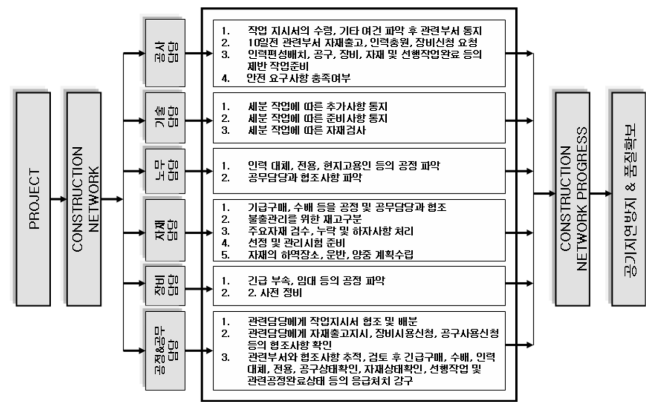 PROJECT
CONSTRUCTION
NETWORK
공사
담당
1. 작업 지시서의 수령, 기타 여건 파악 후 관련부서 통지
2. 10일전 관련부서 자재출고, 인력충원, 장비신청 요청
3. 인력편성배치, 공구, 장비, 자재 및 선행작업완료 등의
제반 작업준비
4. 안전 요구사항 충족여부
기술
담당
1. 세분 작업에 따른 추가사항 통지
2. 세분 작업에 따른 준비사항 통지
3. 세분 작업에 따른 자재검사
노무
담당
1. 인력 대체, 전용, 현지고용인 등의 공정 파악
2. 공무담당과 협조사항 파악
자재
담당
1. 기급구매, 수배 등을 공정 및 공무담당과 협조
2. 불출관리를 위한 재고구분
3. 주요자재 검수, 누락 및 하자사항 처리
4. 선정 및 관리시험 준비
5. 자재의 하역장소, 운반, 양중 계획수립
장비
담당
1. 긴급 부속, 임대 등의 공정 파악
2. 2. 사전 정비
공정&공무
담당
1. 관련담당에게 작업지시서 협조 및 배분
2. 관련담당에게 자재출고지시, 장비시용신청, 공구사용신청
등의 협조사항 확인
3. 관련부서와 협조사항 추적, 검토 후 긴급구매, 수배, 인력
대체, 전용, 공구상태확인, 자재상태확인, 선행작업 및
관련공정완료상태 등의 응급처치 강구
CONSTRUCTION
NETWORK PROGRESS
공기지연방지 & 품질확보